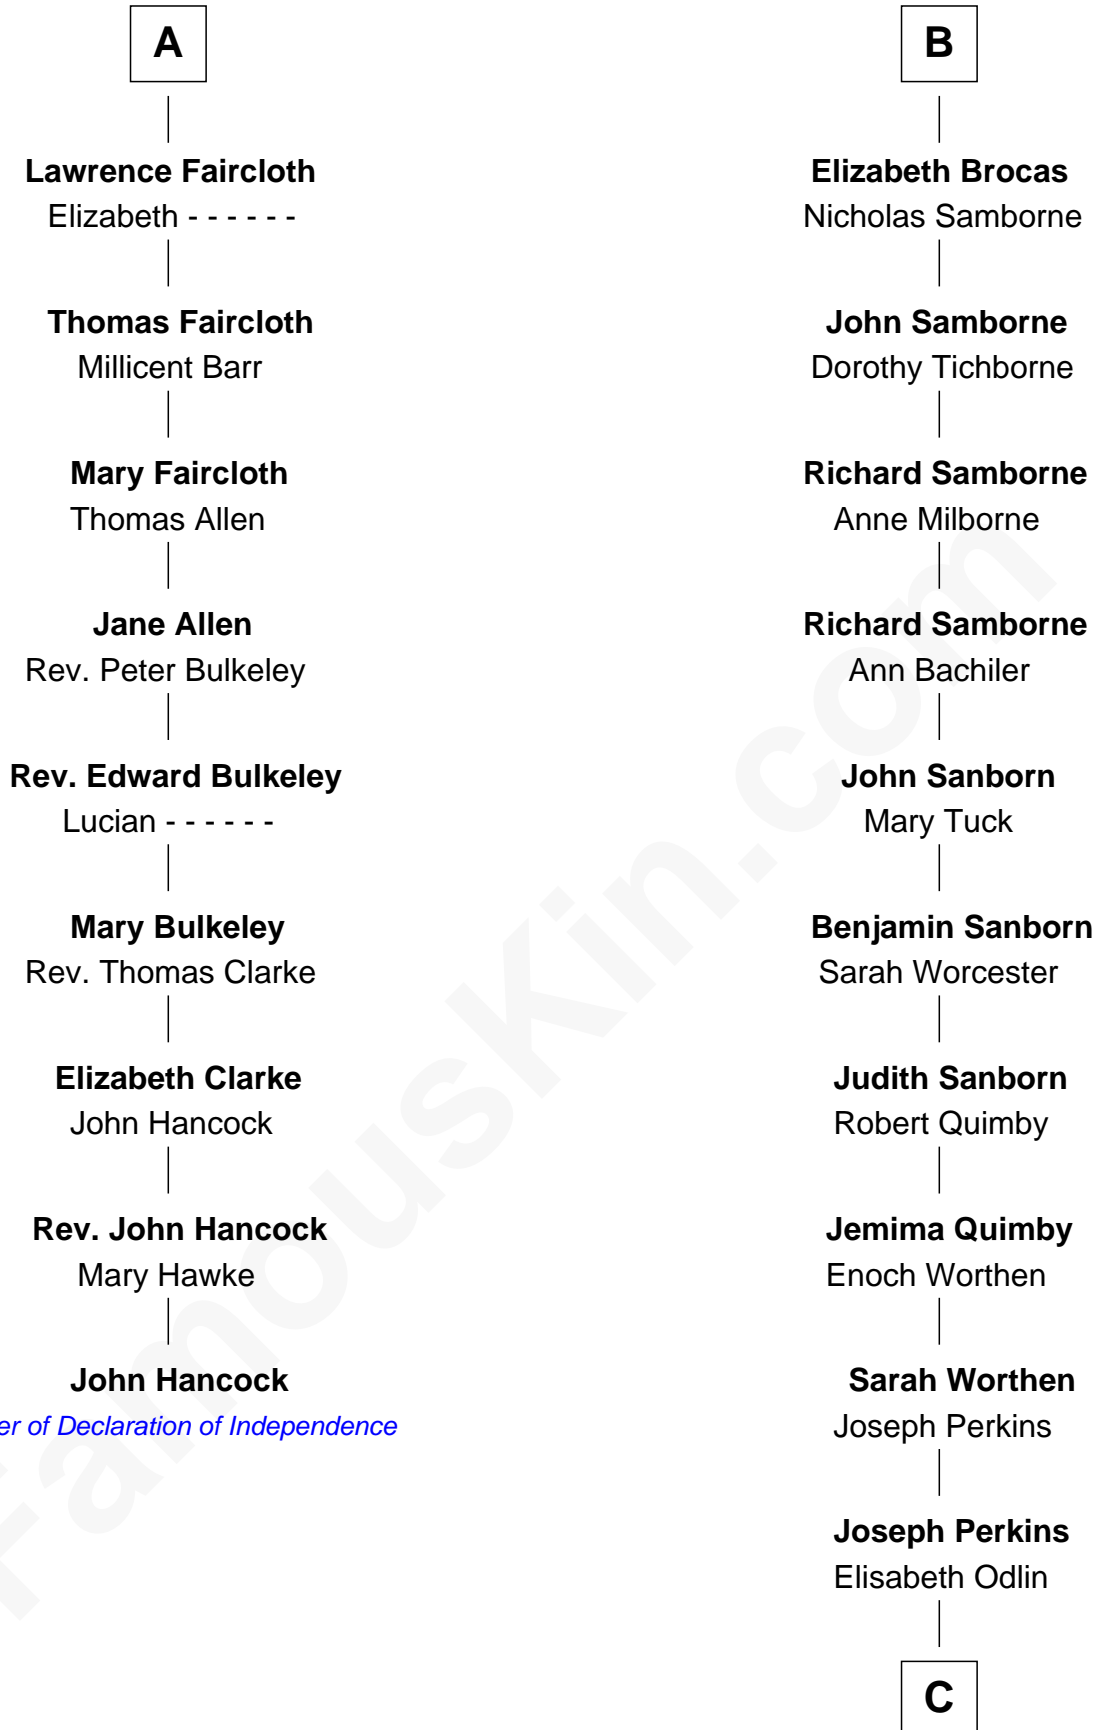 A
Lawrence Faircloth
Elizabeth - - - - - -
Thomas Faircloth
Millicent Barr
Mary Faircloth
Thomas Allen
Jane Allen
Rev. Peter Bulkeley
Rev. Edward Bulkeley
Lucian - - - - - -
Mary Bulkeley
Rev. Thomas Clarke
Elizabeth Clarke
John Hancock
Rev. John Hancock
Mary Hawke
John Hancock
of Declaration of Independence
B
Elizabeth Brocas
Nicholas Samborne
John Samborne
Dorothy Tichborne
Richard Samborne
Anne Milborne
Richard Samborne
Ann Bachiler
John Sanborn
Mary Tuck
Benjamin Sanborn
Sarah Worcester
Judith Sanborn
Robert Quimby
Jemima Quimby
Enoch Worthen
Sarah Worthen
Joseph Perkins
Joseph Perkins
Elisabeth Odlin
C
FamousKin.com